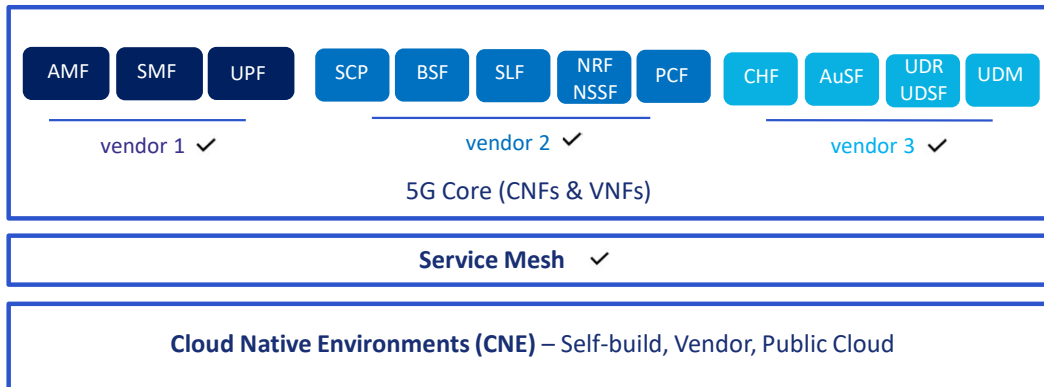 AMF
SMF
UPF
SCP
BSF
SLF
NRF
NSSF
PCF
CHF
AuSF
UDR
UDSF
UDM
vendor 1 ✓
vendor 2 ✓
vendor 3 ✓
5G Core (CNFs & VNFs)
Service Mesh ✓
Cloud Native Environments (CNE) – Self-build, Vendor, Public Cloud